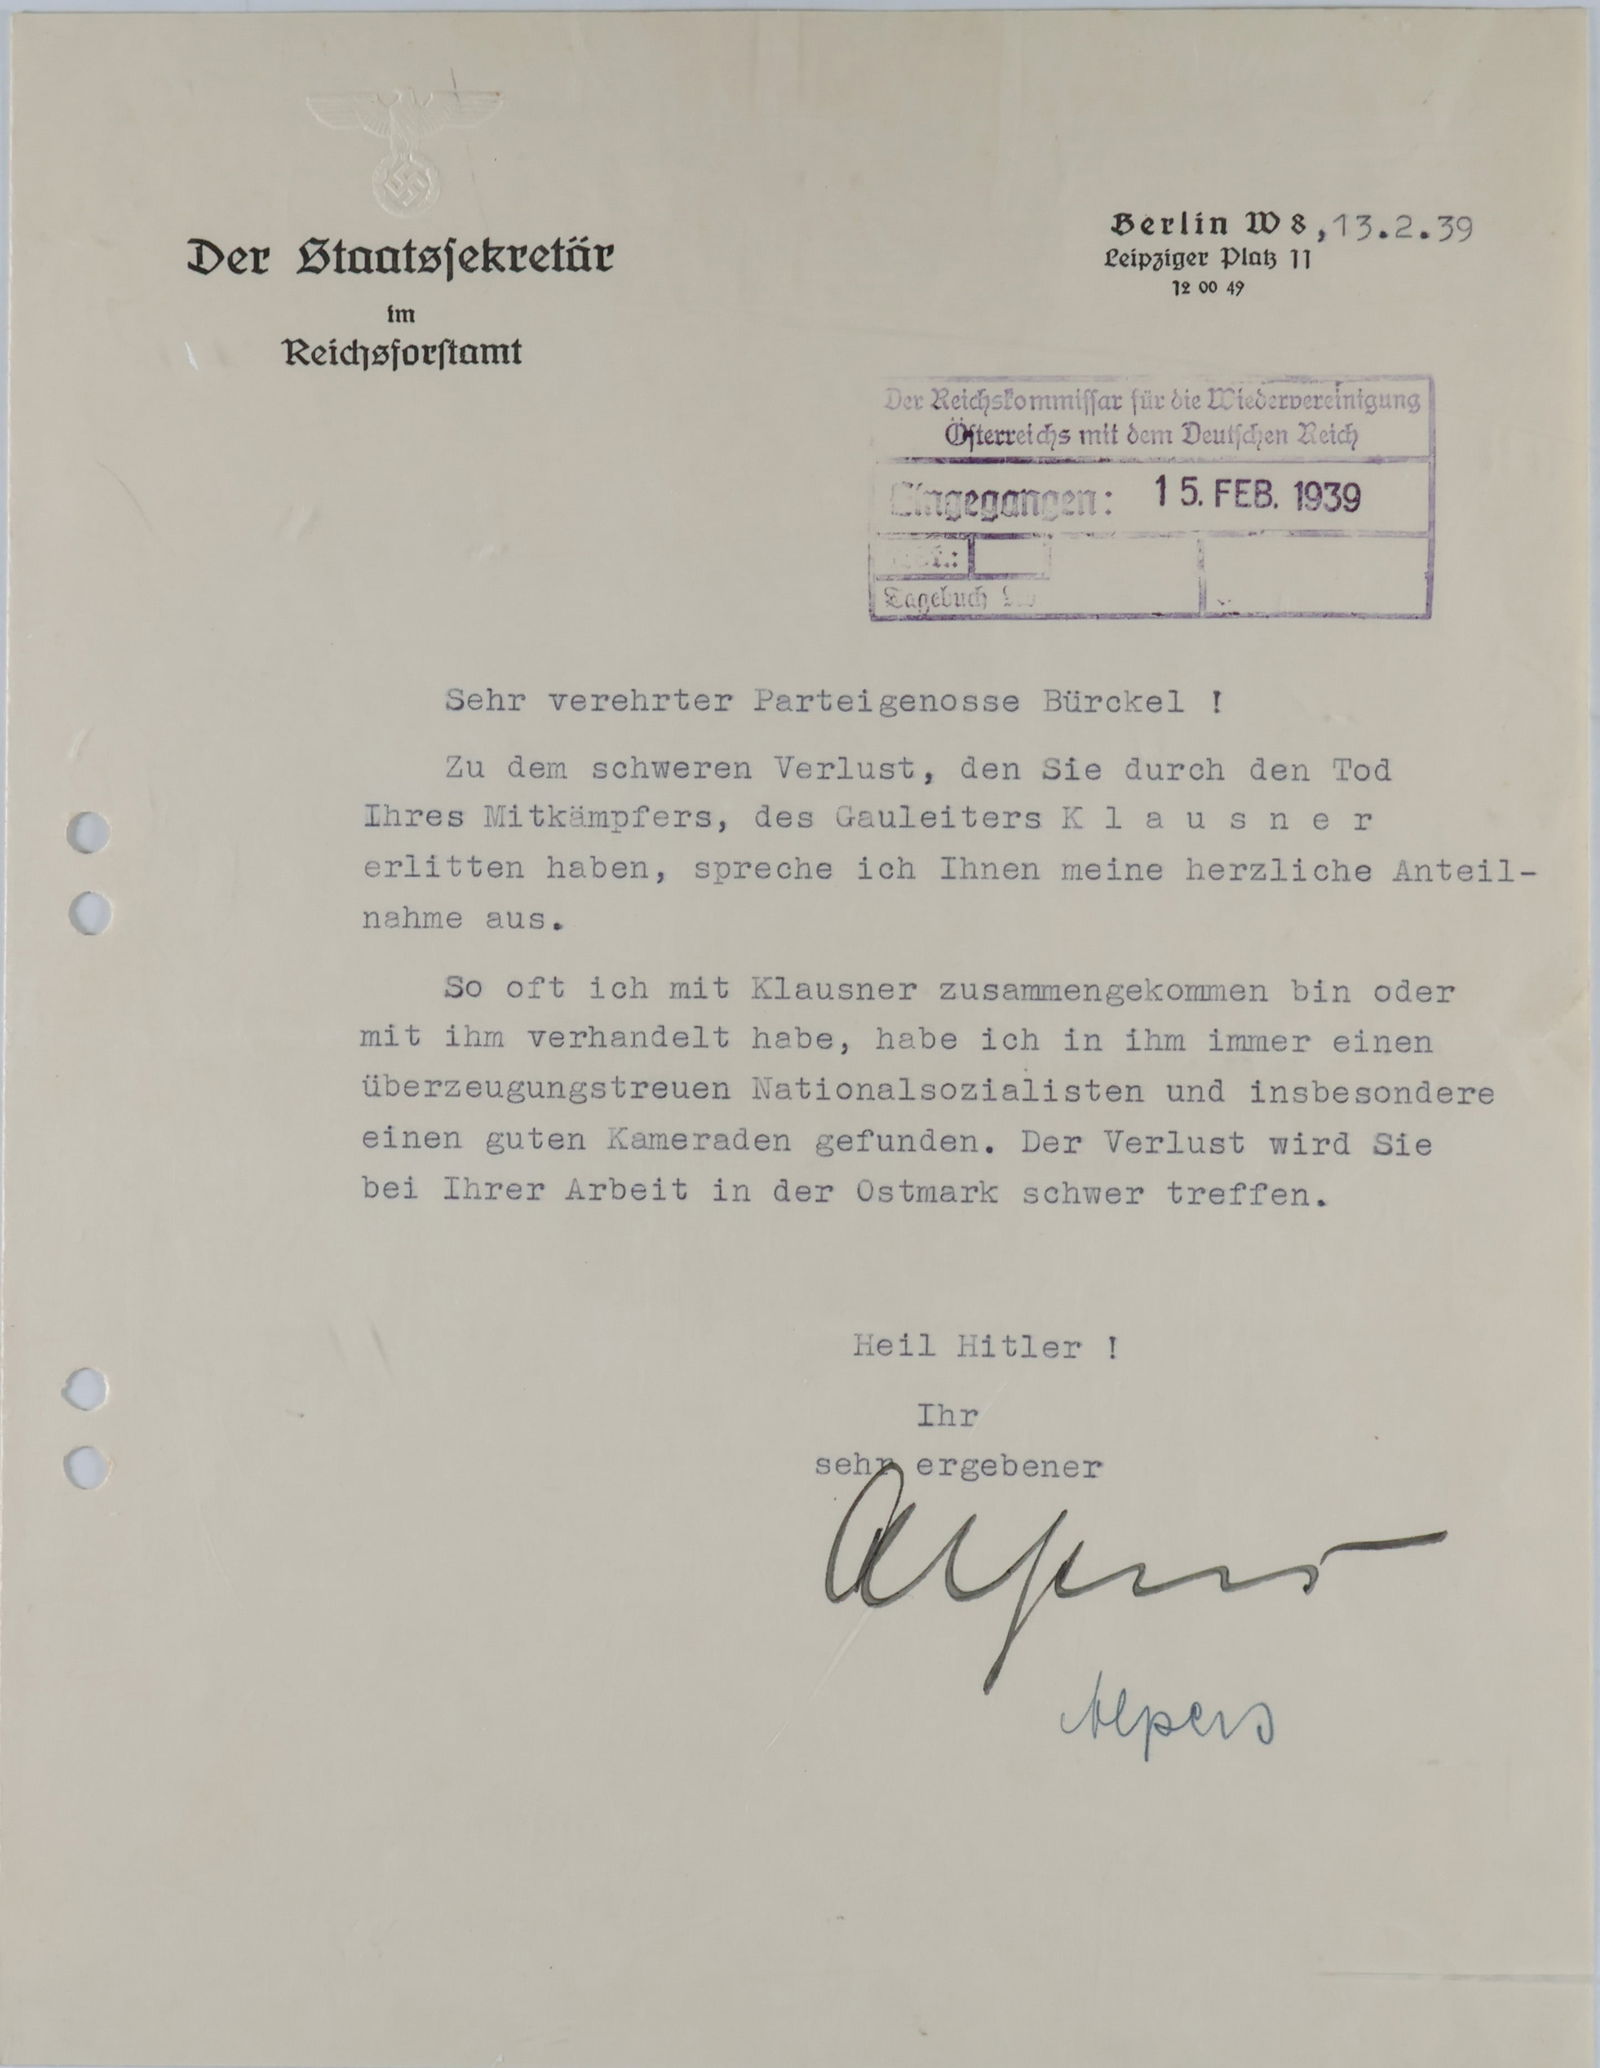 Der Staatssekretär
im
Reichsforstamt
Berlin W 8, 13.2.39
Leipziger Platz 11
12 00 49
Der Reichskommissar für die Wiedervereinigung
Österreichs mit dem Deutschen Reich
Eingegangen: 15. FEB. 1939
Tagebuch
Sehr verehrter Parteigenosse Bürckel !
Zu dem schweren Verlust, den Sie durch den Tod
Ihres Mitkämpfers, des Gauleiters K l a u s n e r
erlitten haben, spreche ich Ihnen meine herzliche Anteil-
nahme aus.
So oft ich mit Klausner zusammengekommen bin oder
mit ihm verhandelt habe, habe ich in ihm immer einen
überzeugungstreuen Nationalsozialisten und insbesondere
einen guten Kameraden gefunden. Der Verlust wird Sie
bei Ihrer Arbeit in der Ostmark schwer treffen.
Heil Hitler !
Ihr
sehr ergebener
Alpers
Alpers